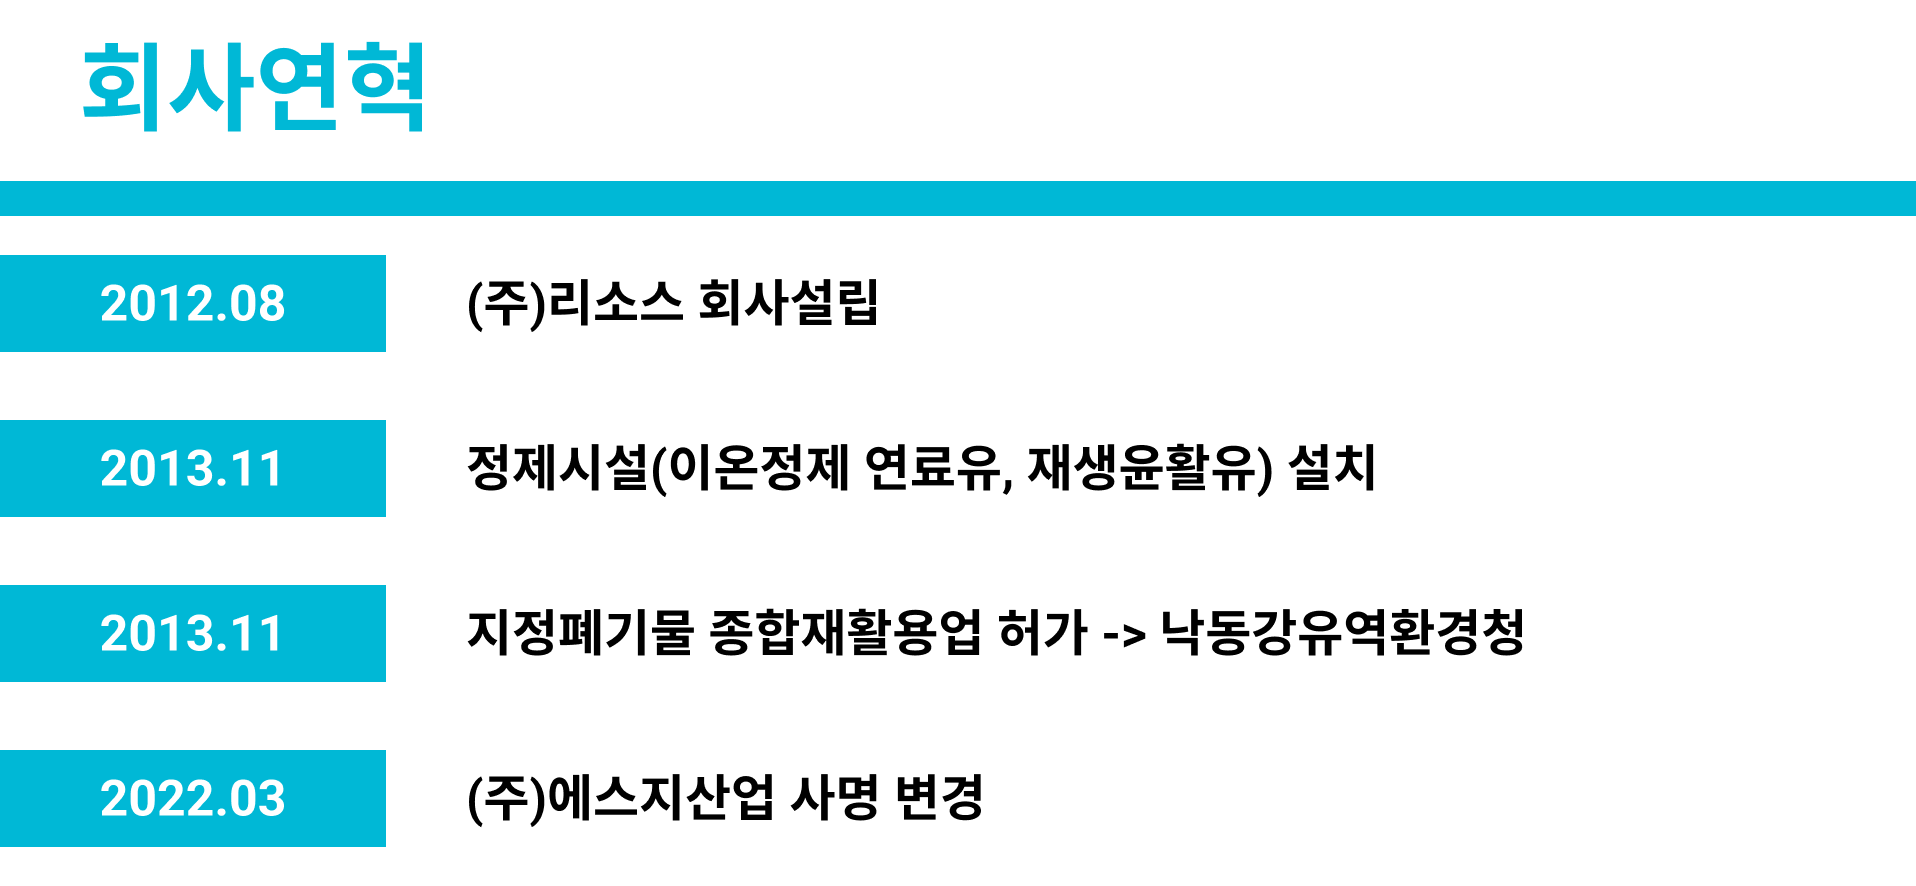 회사연혁
2012.08 (주)리소스 회사설립
2013.11 정제시설(이온정제 연료유, 재생윤활유) 설치
2013.11 지정폐기물 종합재활용업 허가 -> 낙동강유역환경청
2022.03 (주)에스지산업 사명 변경